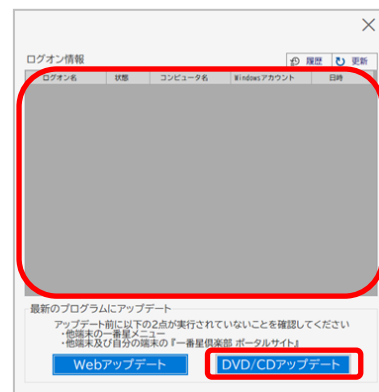 ログオン情報
履歴 更新
ログオン名 状態 コンピュータ名 Windowsアカウント 日時
最新のプログラムにアップデート
アップデート前に以下の2点が実行されていないことを確認してください
・他端末の一番星メニュー
・他端末及び自分の端末の『一番星倶楽部 ポータルサイト』
Webアップデート DVD/CDアップデート